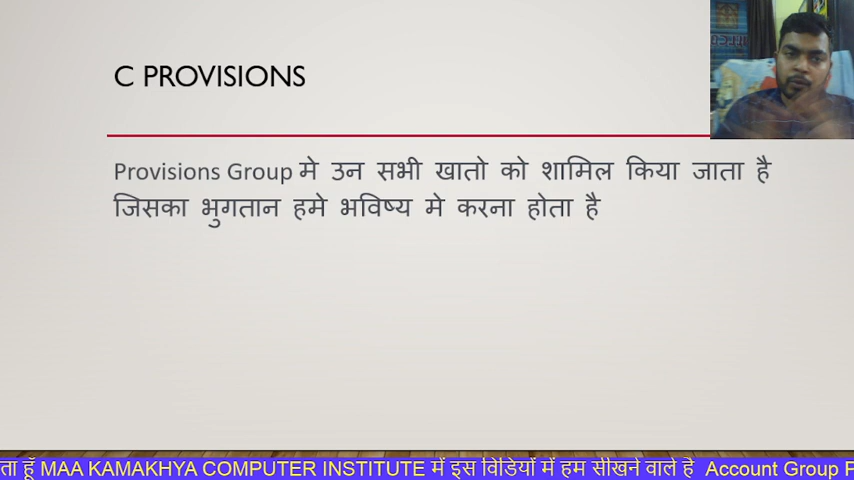 C PROVISIONS
Provisions Group मे उन सभी खातो को शामिल किया जाता है
जिसका भुगतान हमे भविष्य मे करना होता है
ता हूँ MAA KAMAKHYA COMPUTER INSTITUTE में इस विडियों में हम सीखने वाले है Account Group P